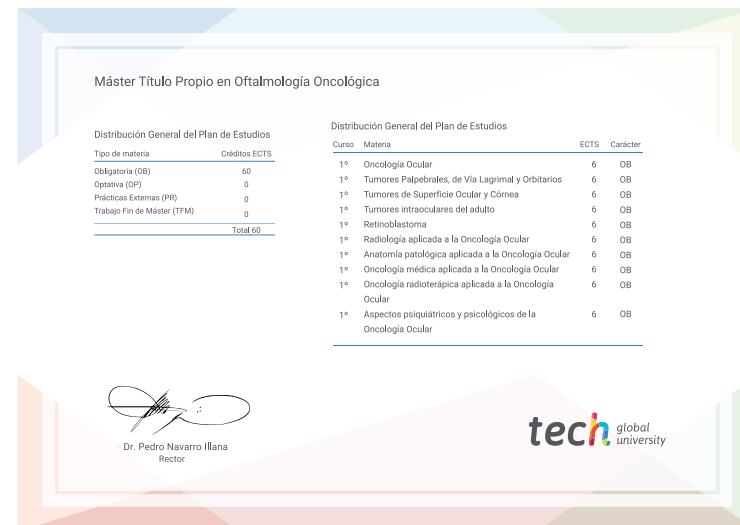 Máster Título Propio en Oftalmología Oncológica
Distribución General del Plan de Estudios
Tipo de materia Créditos ECTS
Obligatoria (OB) 60
Optativa (OP) 0
Prácticas Externas (PR) 0
Trabajo Fin de Máster (TFM) 0
Total 60
Distribución General del Plan de Estudios
Curso Materia ECTS Carácter
1º Oncología Ocular 6 OB
1º Tumores Palpebrales, de Vía Lagrimal y Orbitarios 6 OB
1º Tumores de Superficie Ocular y Córnea 6 OB
1º Tumores intraoculares del adulto 6 OB
1º Retinoblastoma 6 OB
1º Radiología aplicada a la Oncología Ocular 6 OB
1º Anatomía patológica aplicada a la Oncología Ocular 6 OB
1º Oncología médica aplicada a la Oncología Ocular 6 OB
1º Oncología radioterápica aplicada a la Oncología 6 OB
Ocular
1º Aspectos psiquiátricos y psicológicos de la 6 OB
Oncología Ocular
Dr. Pedro Navarro Illana
Rector
tech global
university